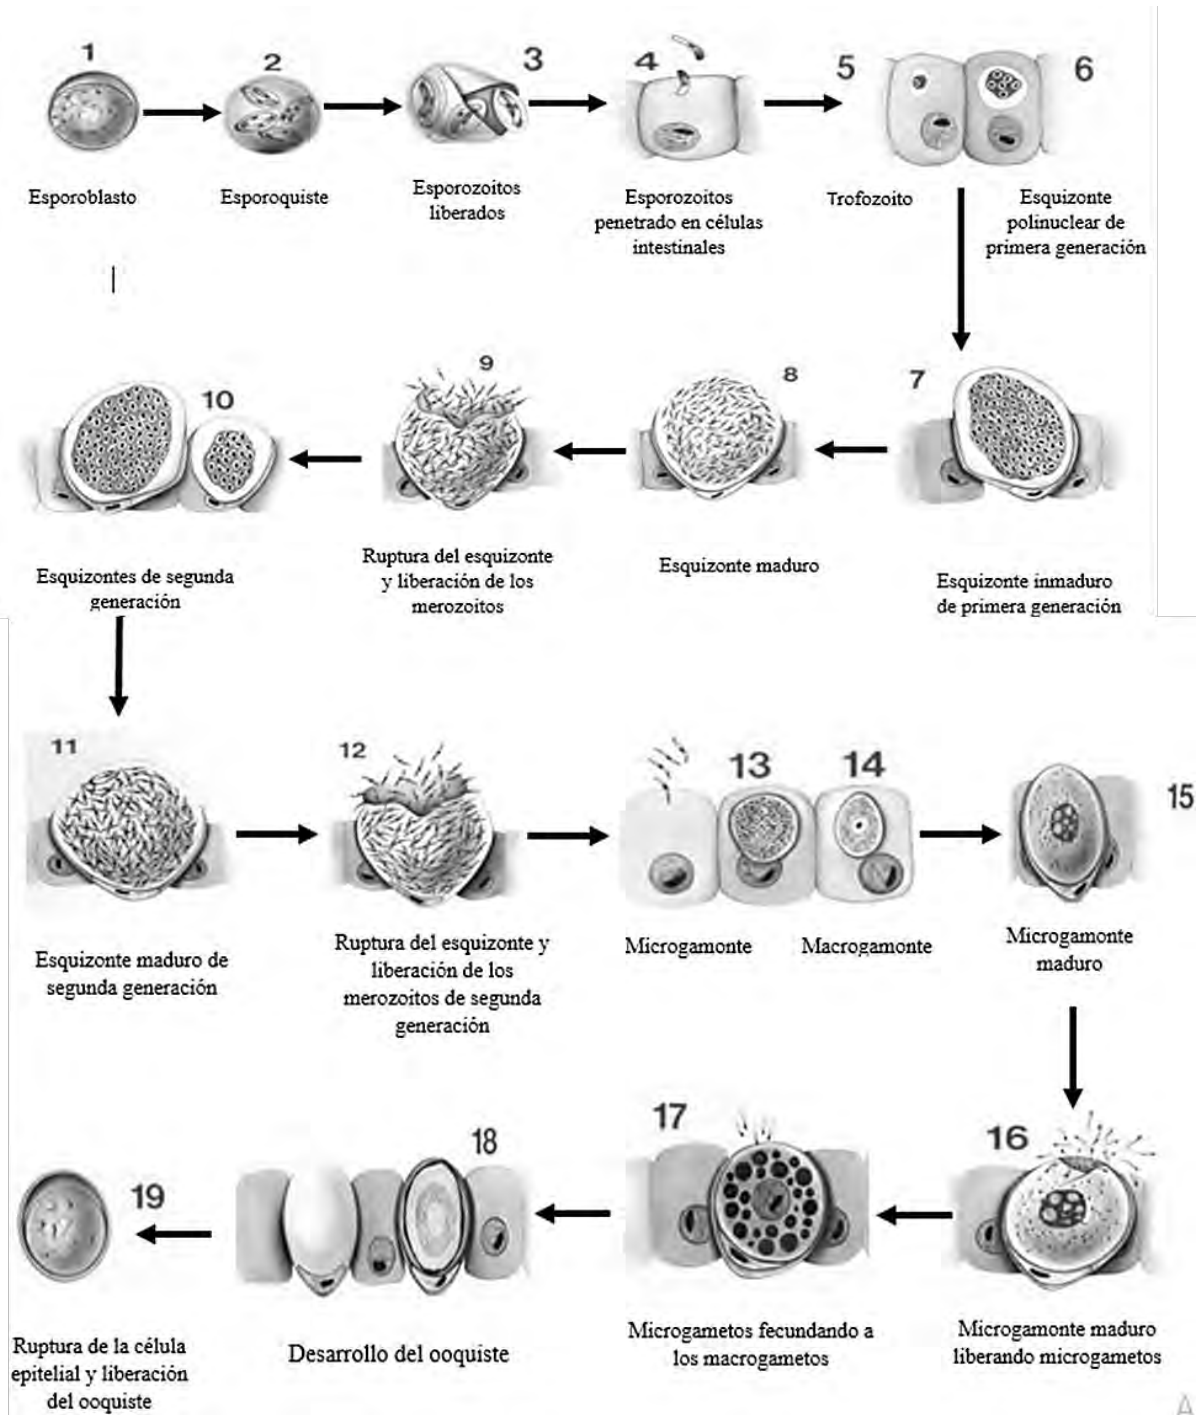 1
2
3
4
5
6
Esporoblasto
Esporoquiste
Esporozoitos
liberados
Esporozoitos
penetrado en células
intestinales
Trofozoito
Esquizonte
polinuclear de
primera generación
10
9
8
7
Esquizontes de segunda
generación
Ruptura del esquizonte
y liberación de los
merozoitos
Esquizonte maduro
Esquizonte inmaduro
de primera generación
11
12
13
14
15
Esquizonte maduro de
segunda generación
Ruptura del esquizonte y
liberación de los
merozoitos de segunda
generación
Microgamonte
Macrogamonte
Microgamonte
maduro
19
18
17
16
Ruptura de la célula
epitelial y liberación
del ooquiste
Desarrollo del ooquiste
Microgametos fecundando a
los macrogametos
Microgamonte maduro
liberando microgametos
A